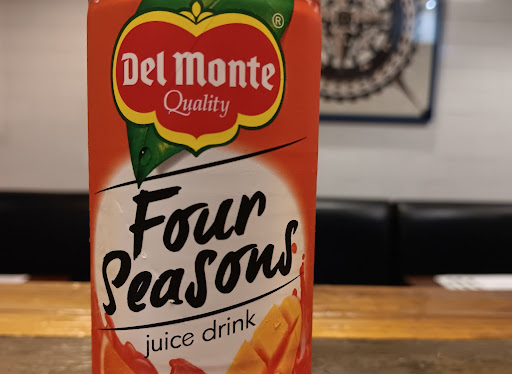 ®
Del Monte
Quality
Four
Seasons
juice drink